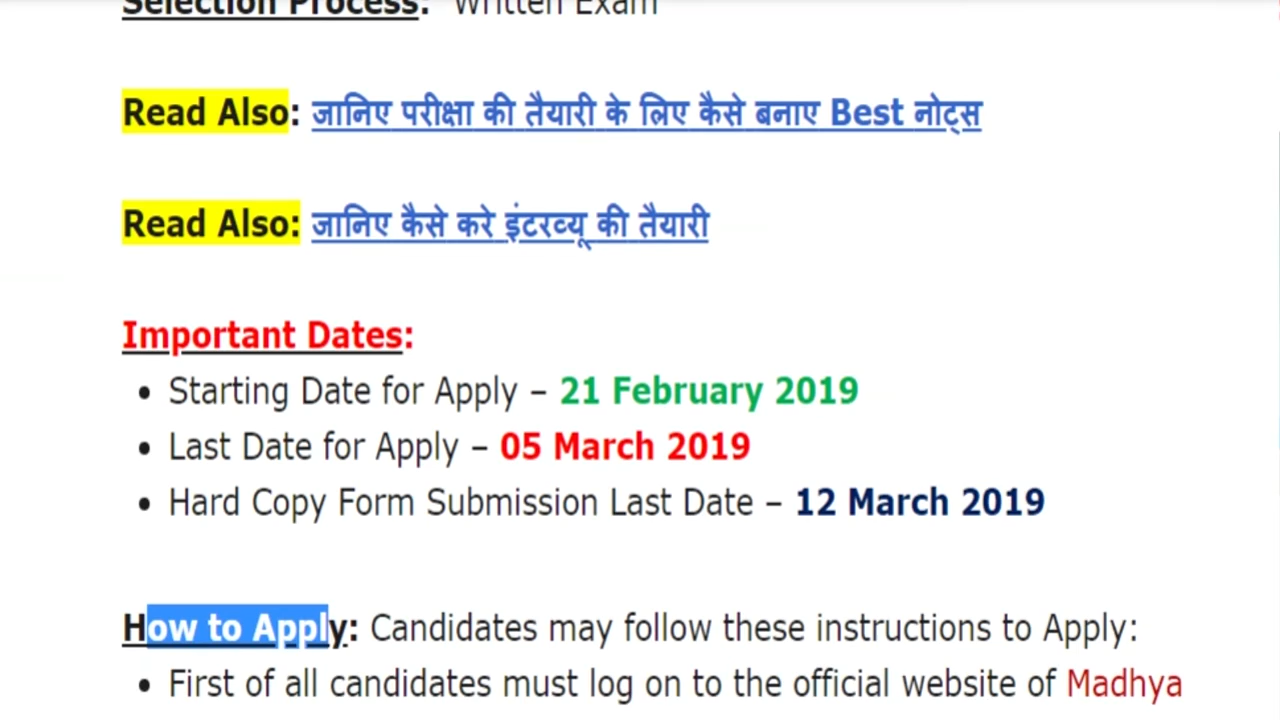 Selection Process: Written Exam
Read Also: जानिए परीक्षा की तैयारी के लिए कैसे बनाए Best नोट्स
Read Also: जानिए कैसे करे इंटरव्यू की तैयारी
Important Dates:
• Starting Date for Apply – 21 February 2019
• Last Date for Apply – 05 March 2019
• Hard Copy Form Submission Last Date – 12 March 2019
How to Apply: Candidates may follow these instructions to Apply:
• First of all candidates must log on to the official website of Madhya